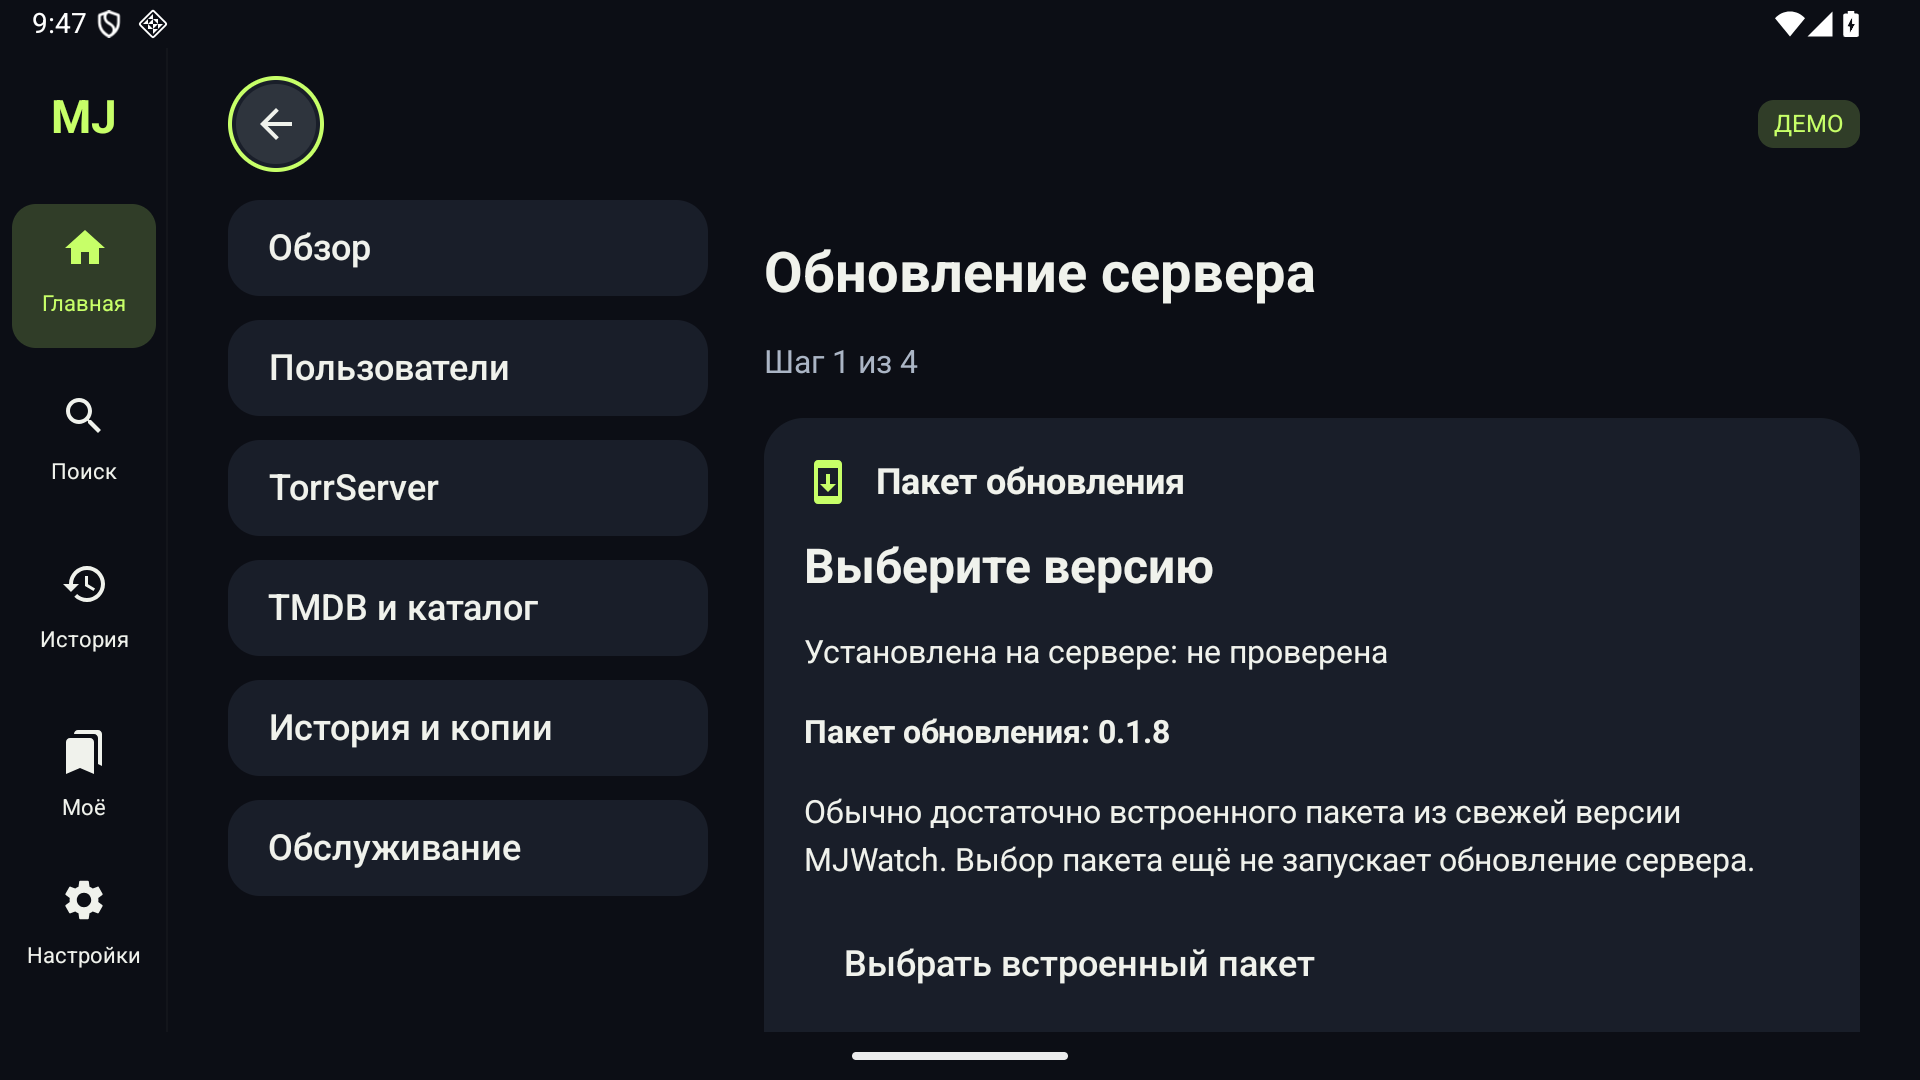 9:47
MJ
ДЕМО
Главная
Поиск
История
Моё
Настройки
Обзор
Пользователи
TorrServer
TMDB и каталог
История и копии
Обслуживание
Обновление сервера
Шаг 1 из 4
Пакет обновления
Выберите версию
Установлена на сервере: не проверена
Пакет обновления: 0.1.8
Обычно достаточно встроенного пакета из свежей версии
MJWatch. Выбор пакета ещё не запускает обновление сервера.
Выбрать встроенный пакет